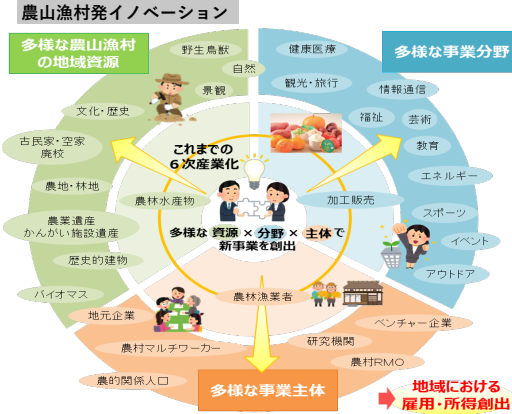 農山漁村発イノベーション
多様な農山漁村
の地域資源
多様な事業分野
野生鳥獣
自然
景観
文化・歴史
古民家・空家
廃校
農地・林地
農業遺産
かんがい施設遺産
歴史的建物
バイオマス
健康医療
観光・旅行
情報通信
福祉
芸術
教育
エネルギー
スポーツ
イベント
アウトドア
これまでの
6次産業化
農林水産物
加工販売
多様な 資源 × 分野 × 主体 で
新事業を創出
農林漁業者
地元企業
農村マルチワーカー
農的関係人口
ベンチャー企業
研究機関
農村RMO
多様な事業主体
地域における
雇用・所得創出